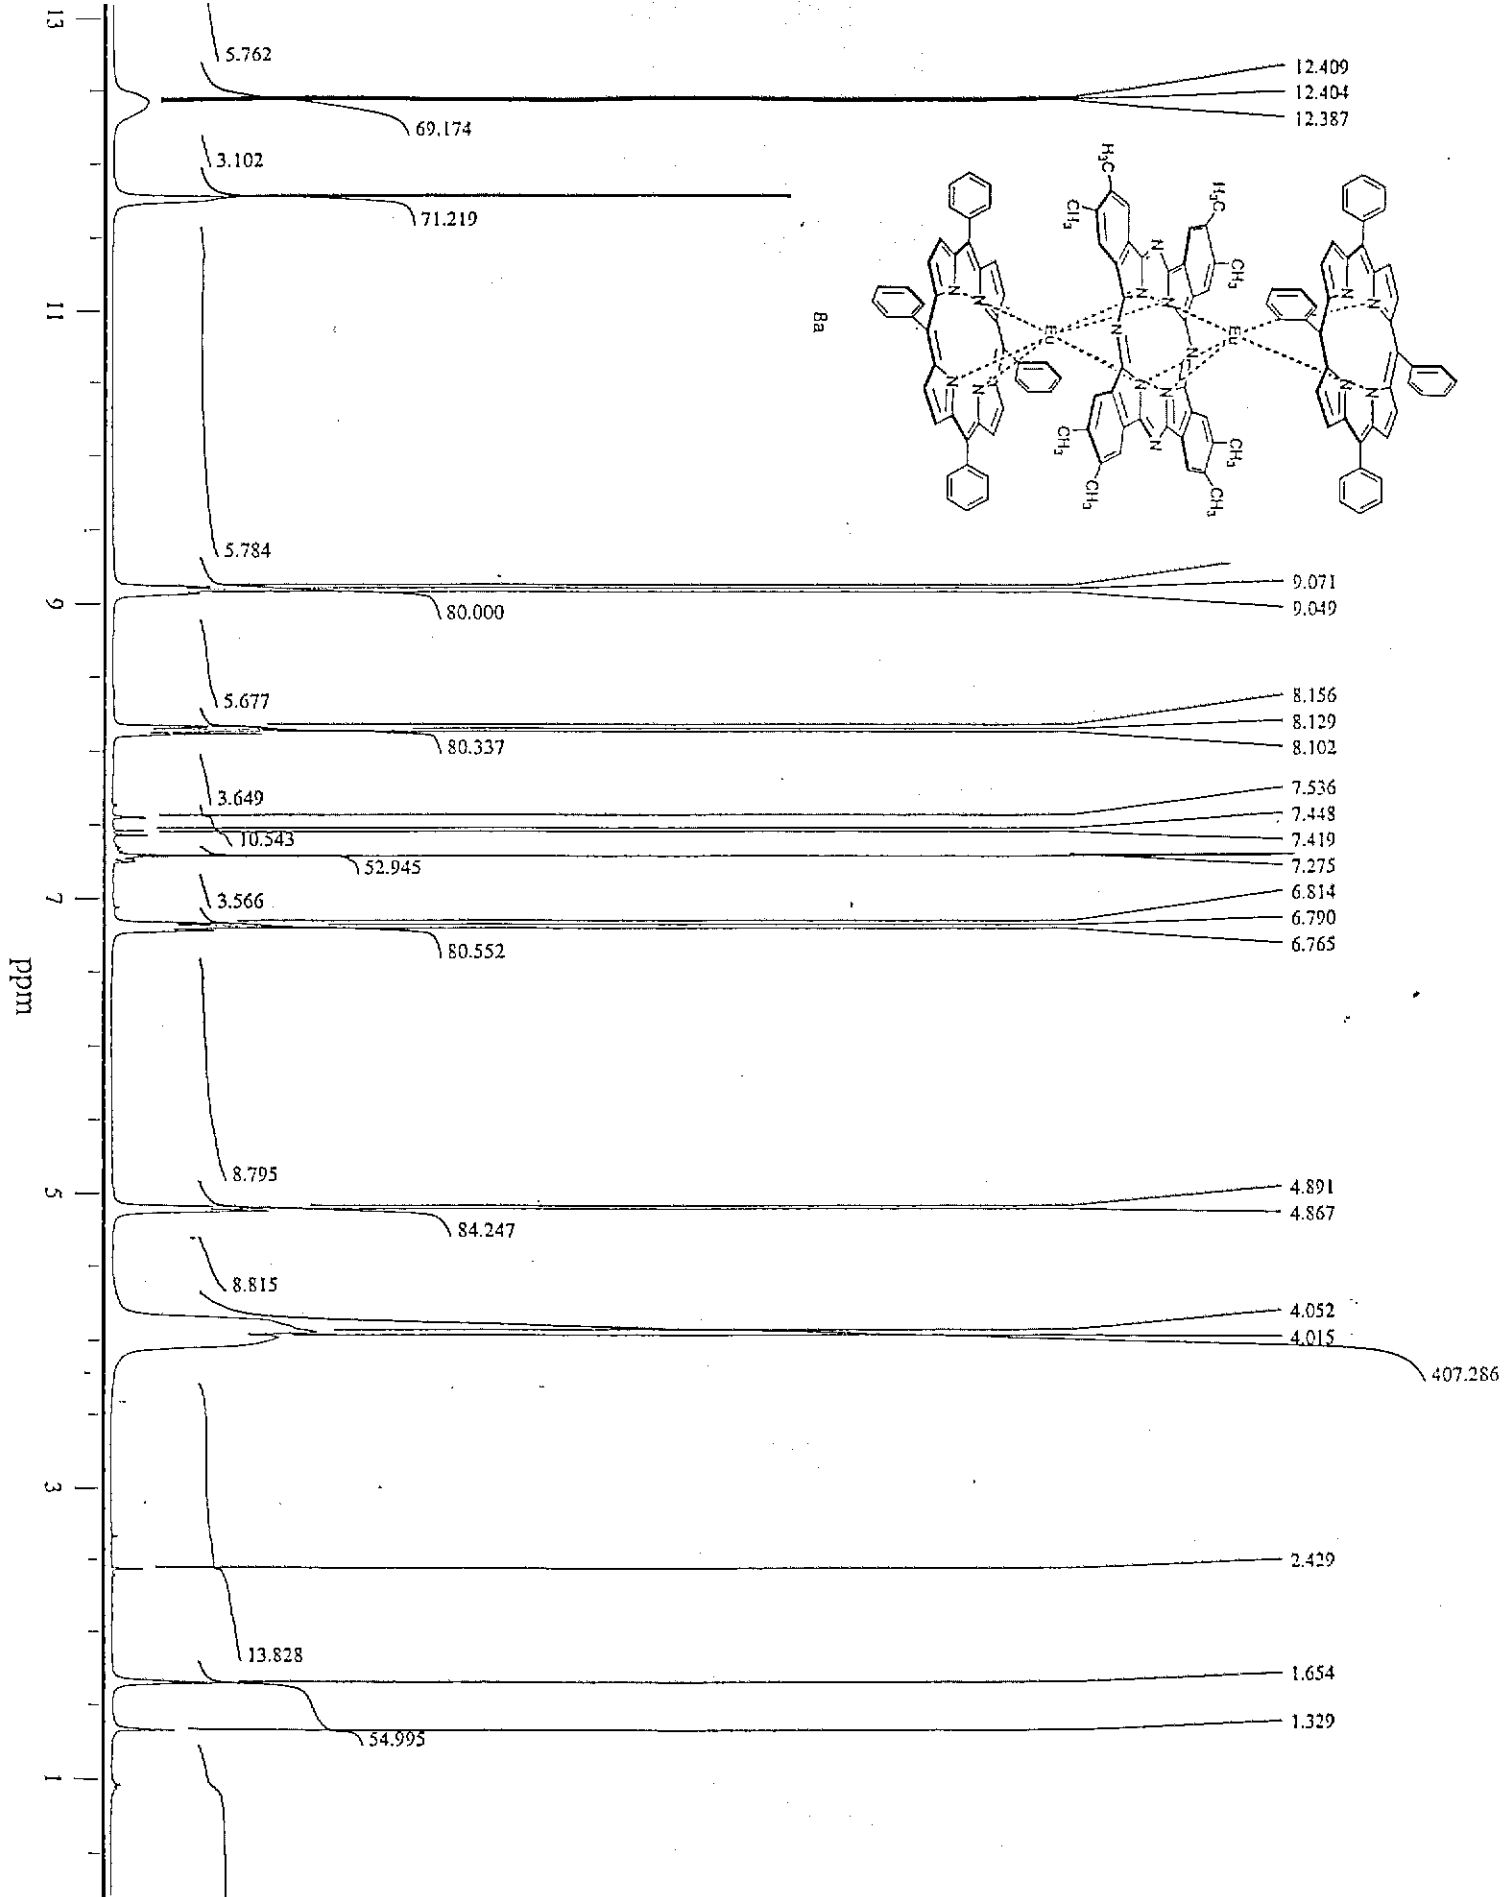 13
11
9
7
5
3
1
ppm
5.762
69.174
3.102
71.219
5.784
80.000
5.677
80.337
3.649
10.543
52.945
3.566
80.552
8.795
84.247
8.815
407.286
13.828
54.995
12.409
12.404
12.387
9.071
9.049
8.156
8.129
8.102
7.536
7.448
7.419
7.275
6.814
6.790
6.765
4.891
4.867
4.052
4.015
2.429
1.654
1.329
H₃C
CH₃
H₃C
CH₃
CH₃
CH₃
CH₃
CH₃
N
N
N
N
Eu
N
N
N
N
N
N
N
N
Eu
N
N
N
N
8a